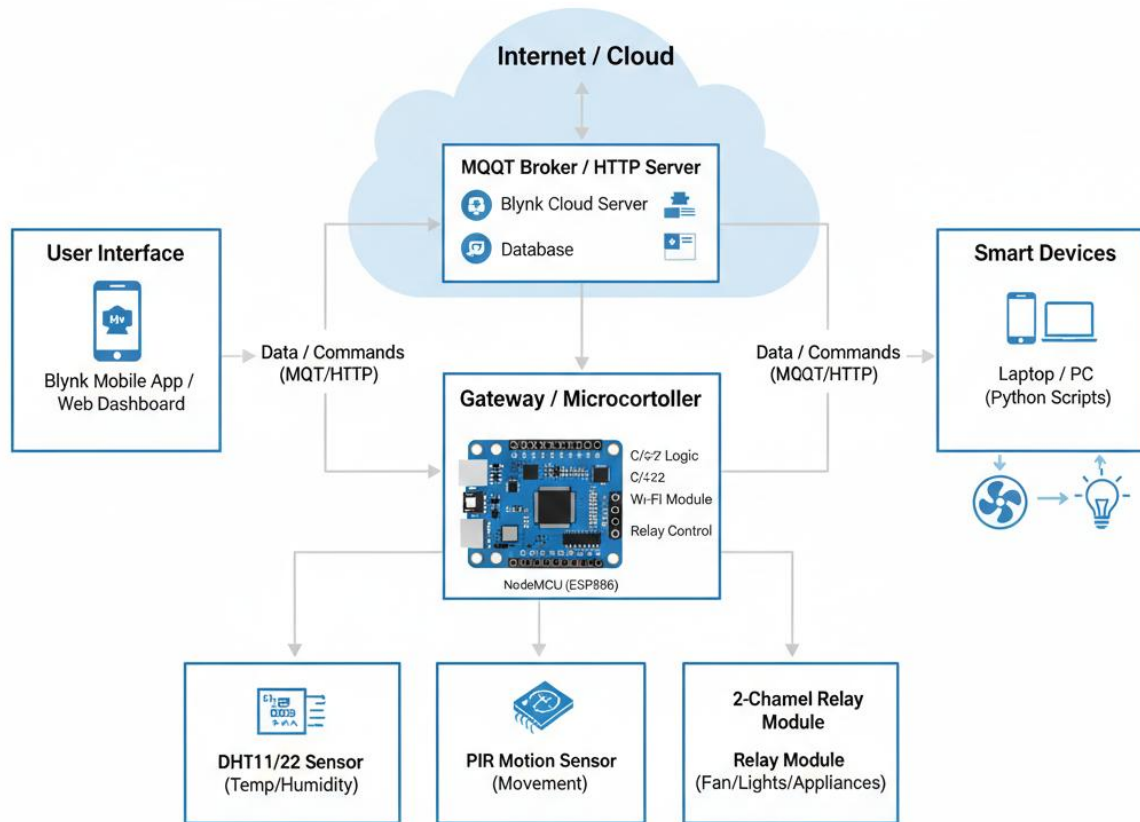 Internet / Cloud
MQQT Broker / HTTP Server
Blynk Cloud Server
Database
User Interface
Blynk Mobile App /
Web Dashboard
Data / Commands
(MQT/HTTP)
Data / Commands
(MQQT/HTTP)
Smart Devices
Laptop / PC
(Python Scripts)
Gateway / Microcortoller
Logic
Wi-FI Module
Relay Control
NodeMCU (ESP886)
DHT11/22 Sensor
(Temp/Humidity)
PIR Motion Sensor
(Movement)
2-Chamel Relay
Module
Relay Module
(Fan/Lights/Appliances)